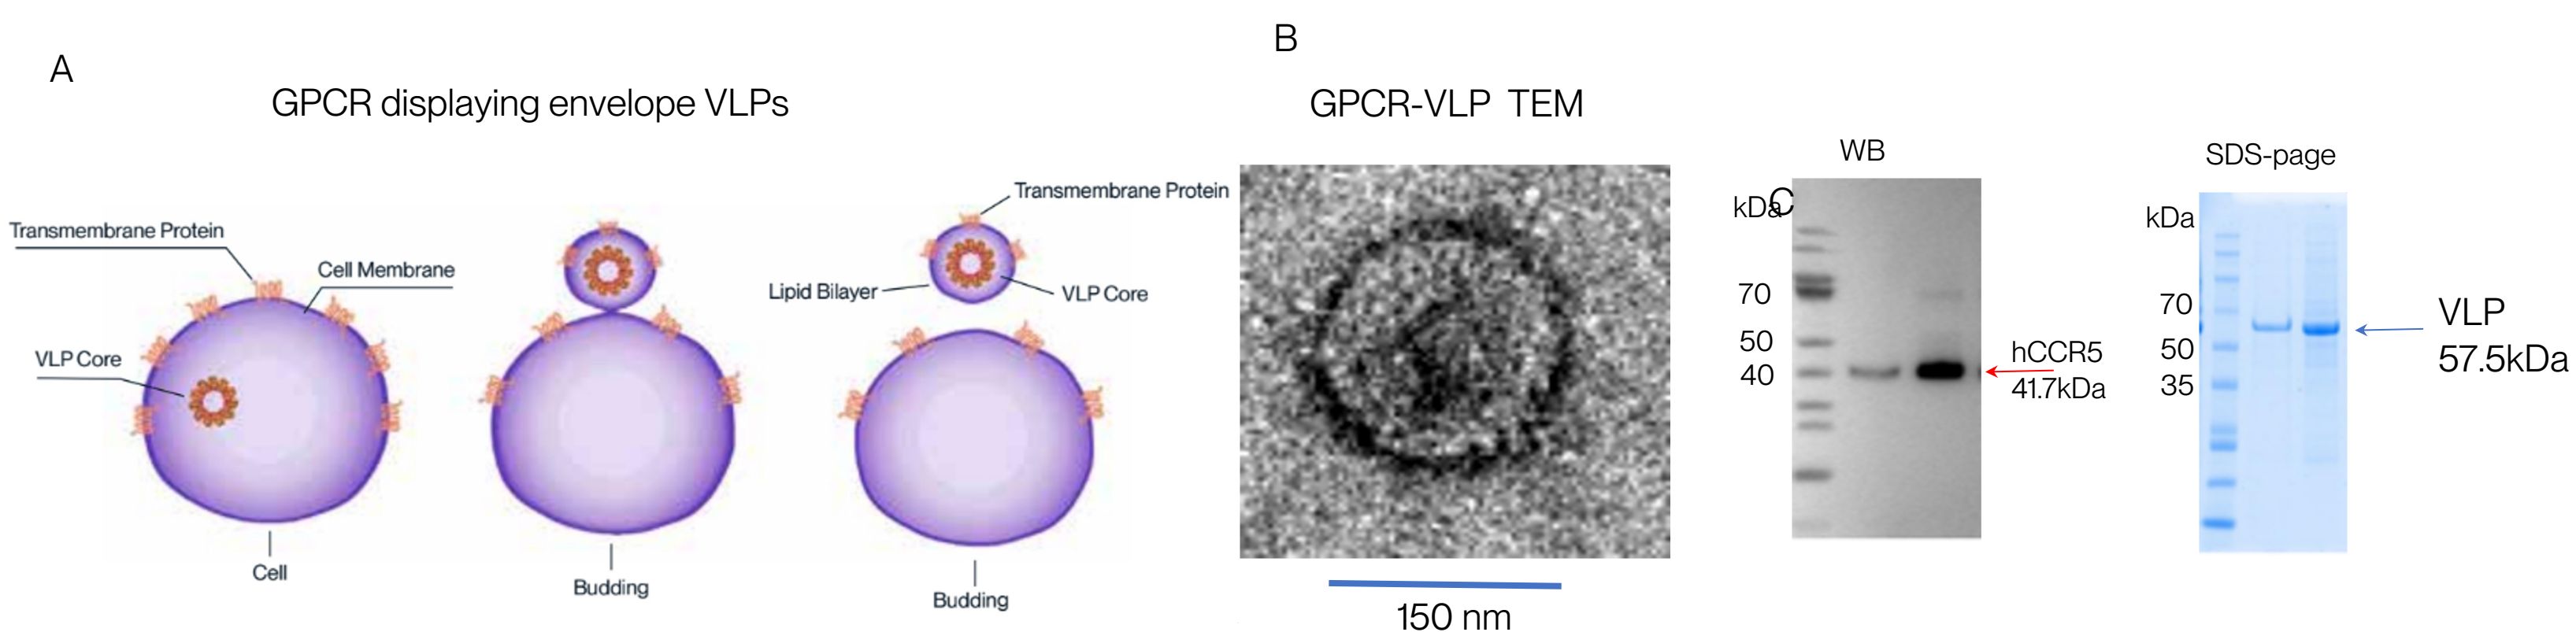 A
GPCR displaying envelope VLPs
Transmembrane Protein
Cell Membrane
VLP Core
Cell
Budding
Transmembrane Protein
Lipid Bilayer
VLP Core
Budding
B
GPCR-VLP TEM
150 nm
C
WB
kDa
70
50
40
hCCR5
41.7kDa
SDS-page
kDa
70
50
35
VLP
57.5kDa